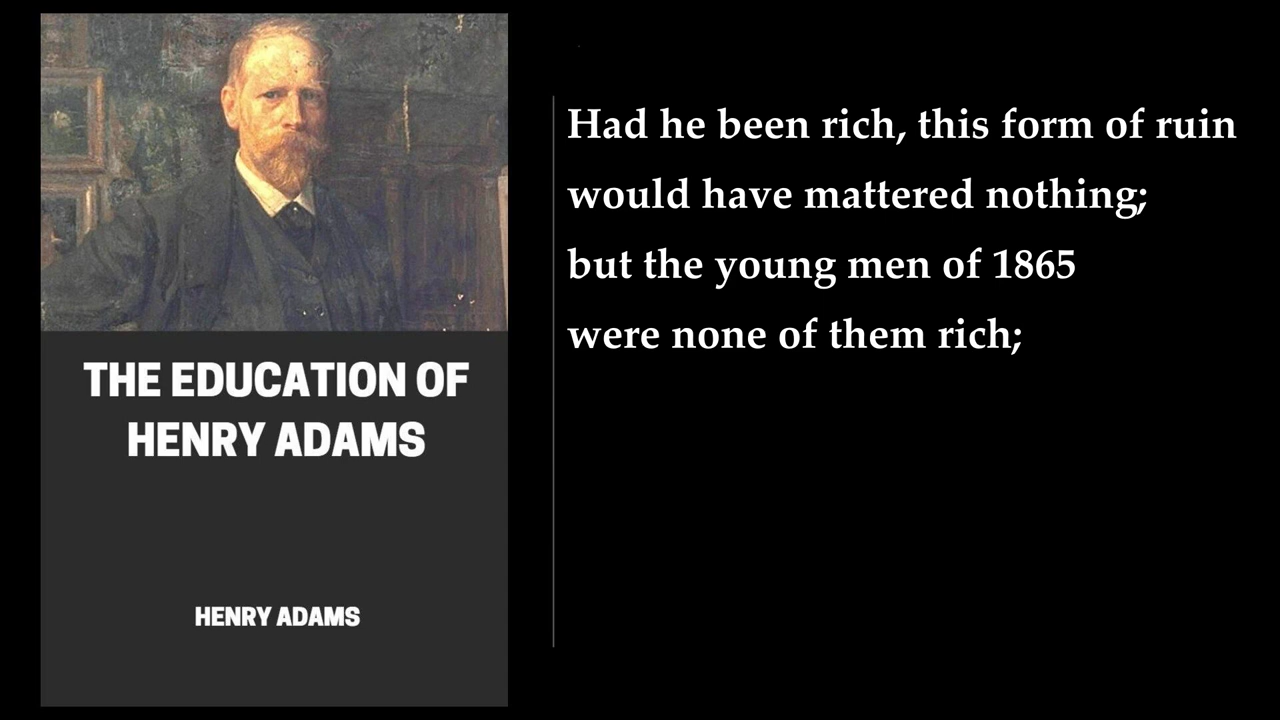 THE EDUCATION OF
HENRY ADAMS
HENRY ADAMS
Had he been rich, this form of ruin
would have mattered nothing;
but the young men of 1865
were none of them rich;